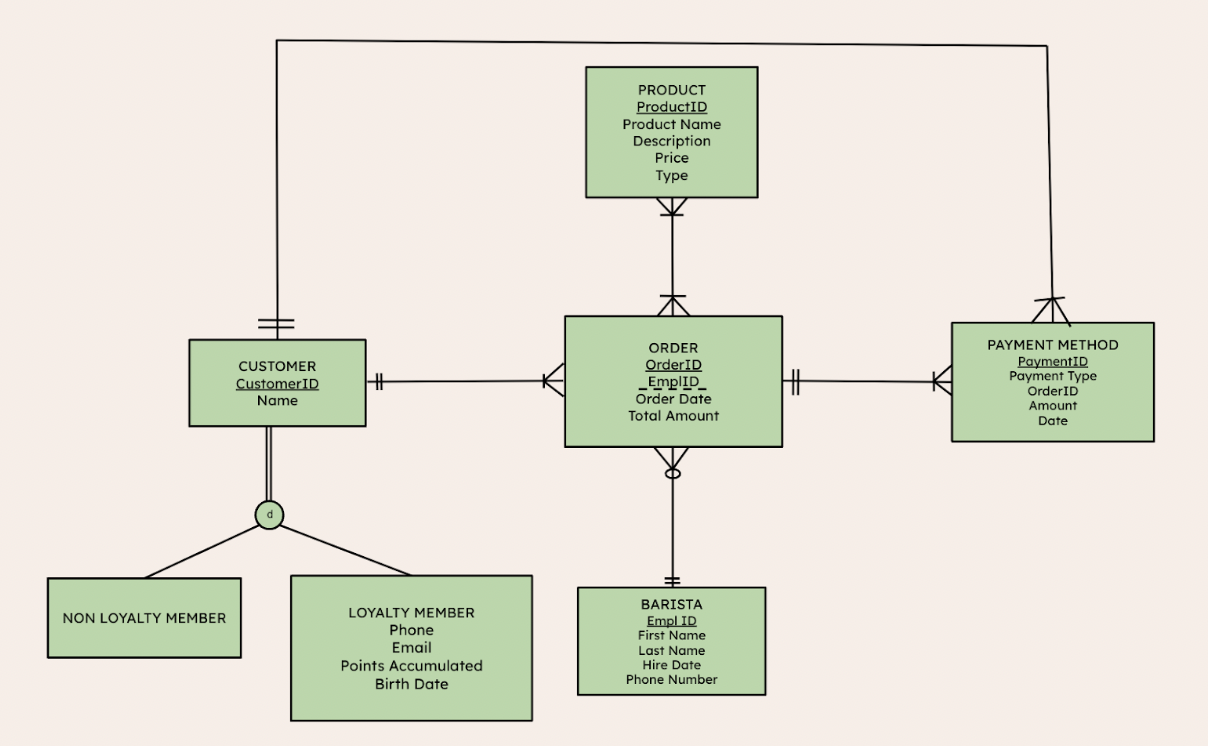 PRODUCT
ProductID
Product Name
Description
Price
Type
CUSTOMER
CustomerID
Name
ORDER
OrderID
EmplID
Order Date
Total Amount
PAYMENT METHOD
PaymentID
Payment Type
OrderID
Amount
Date
d
NON LOYALTY MEMBER
LOYALTY MEMBER
Phone
Email
Points Accumulated
Birth Date
BARISTA
Empl ID
First Name
Last Name
Hire Date
Phone Number